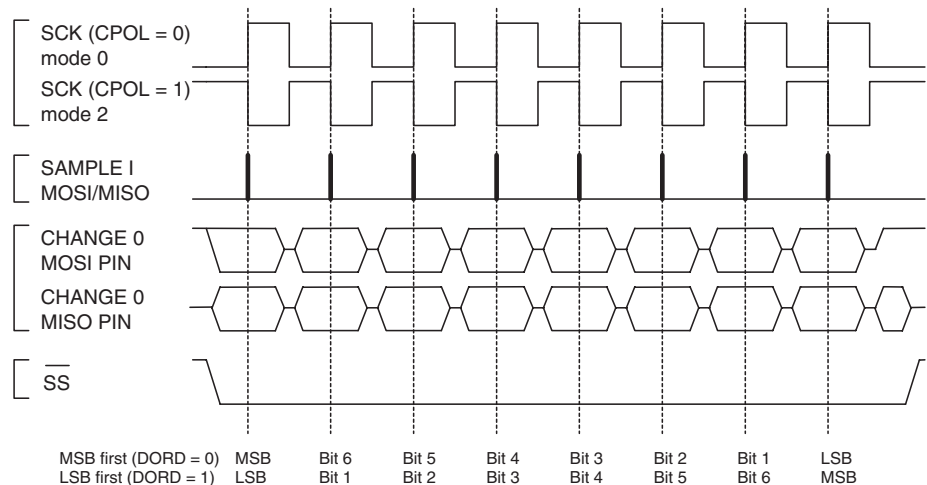 SCK (CPOL = 0)
mode 0
SCK (CPOL = 1)
mode 2
SAMPLE I
MOSI/MISO
CHANGE 0
MOSI PIN
CHANGE 0
MISO PIN
SS
MSB first (DORD = 0) MSB Bit 6 Bit 5 Bit 4 Bit 3 Bit 2 Bit 1 LSB
LSB first (DORD = 1) LSB Bit 1 Bit 2 Bit 3 Bit 4 Bit 5 Bit 6 MSB